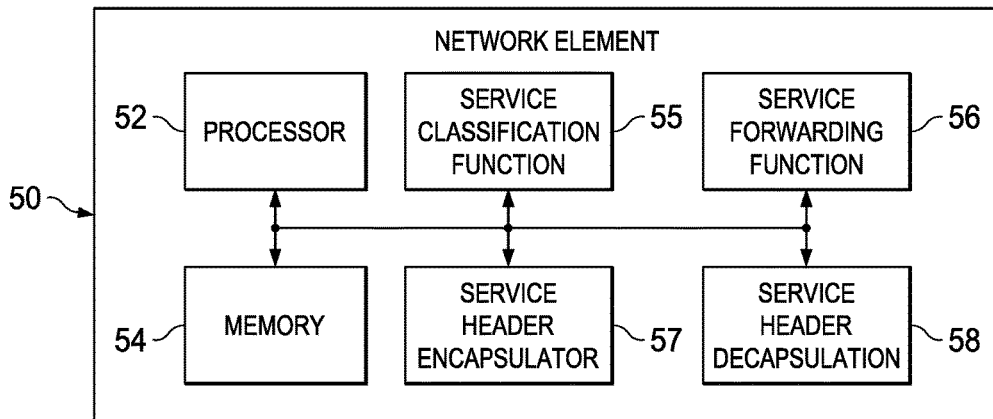 NETWORK ELEMENT
52
PROCESSOR
SERVICE
CLASSIFICATION
FUNCTION
55
SERVICE
FORWARDING
FUNCTION
56
50
54
MEMORY
SERVICE
HEADER
ENCAPSULATOR
57
SERVICE
HEADER
DECAPSULATION
58